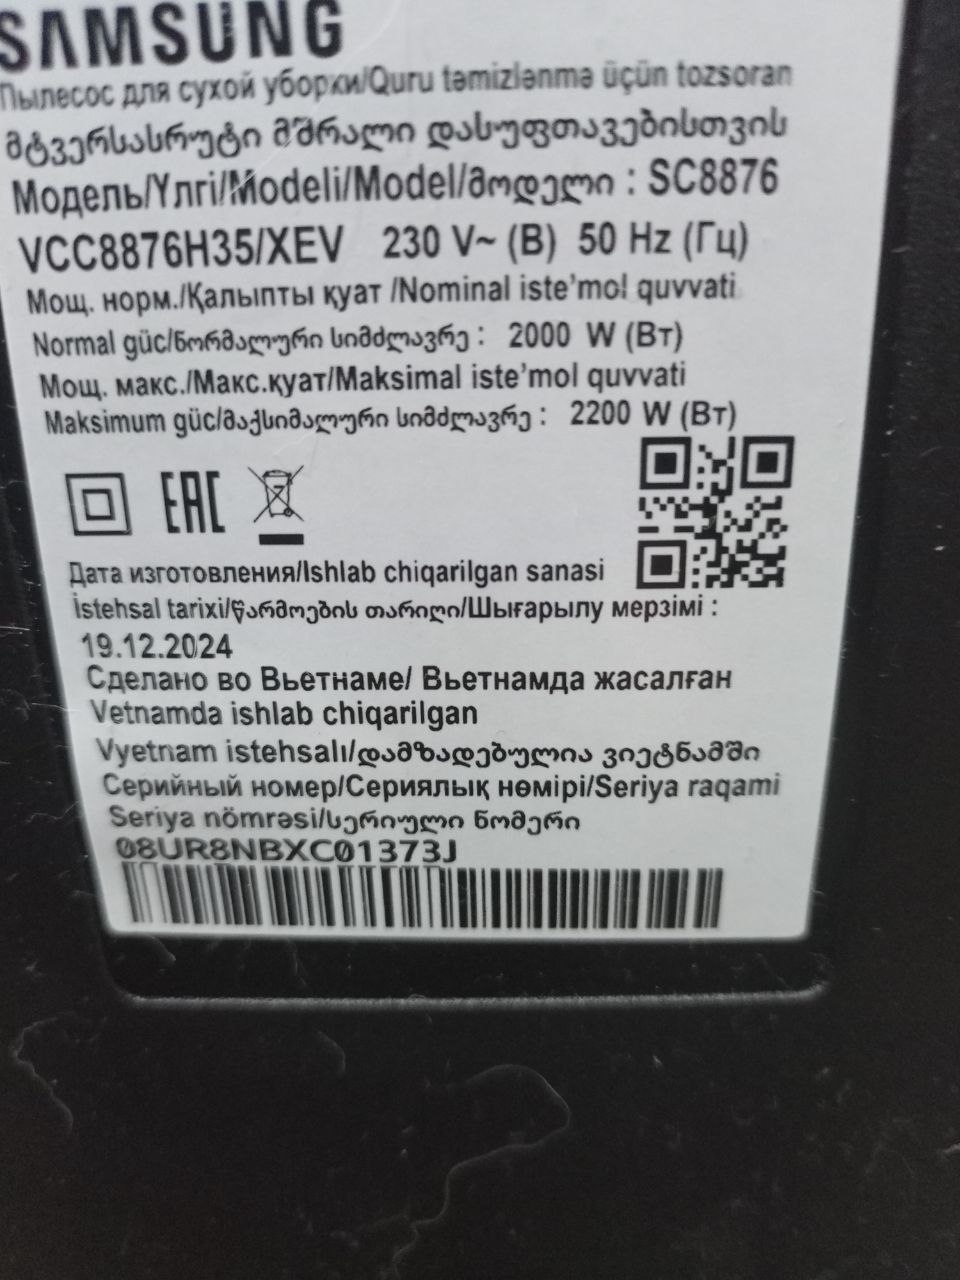 SAMSUNG
Пылесос для сухой уборки/Quru təmizlənmə üçün tozsoran
მტვერსასრუტი მშრალი დასუფთავებისთვის
Модель/Үлгі/Modeli/Model/მოდელი : SC8876
VCC8876H35/XEV 230 V~ (В) 50 Hz (Гц)
Мощ. норм./Қалыпты қуат /Nominal iste'mol quvvati
Normal güc/ნორმალური სიმძლავრე : 2000 W (Вт)
Мощ. макс./Макс.қуат/Maksimal iste'mol quvvati
Maksimum güc/მაქსიმალური სიმძლავრე : 2200 W (Вт)
EAC
Дата изготовления/Ishlab chiqarilgan sanasi
İstehsal tarixi/წარმოების თარიღი/Шығарылу мерзімі :
19.12.2024
Сделано во Вьетнаме/ Вьетнамда жасалған
Vetnamda ishlab chiqarilgan
Vyetnam istehsalı/დამზადებულია ვიეტნამში
Серийный номер/Сериялық нөмірі/Seriya raqami
Seriya nömrəsi/სერიული ნომერი
08UR8NBXC01373J